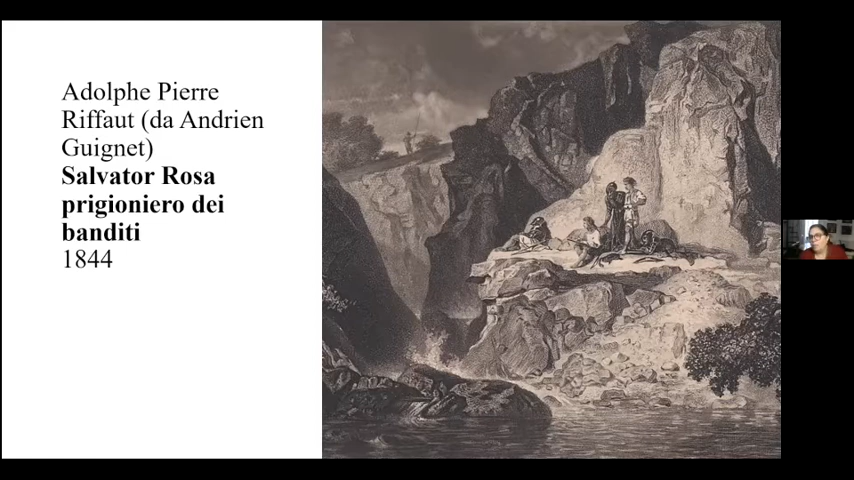 Adolphe Pierre
Riffaut (da Andrien
Guignet)
Salvator Rosa
prigioniero dei
banditi
1844